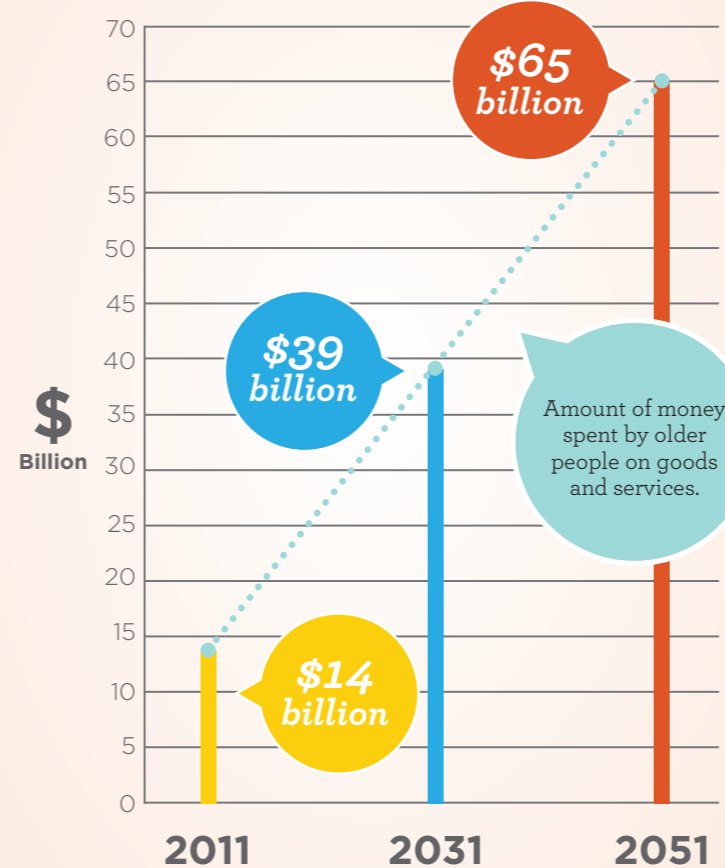 70
65
60
55
50
45
40
35
30
25
20
15
10
5
0
$
Billion
$65
billion
$39
billion
$14
billion
Amount of money
spent by older
people on goods
and services.
2011
2031
2051